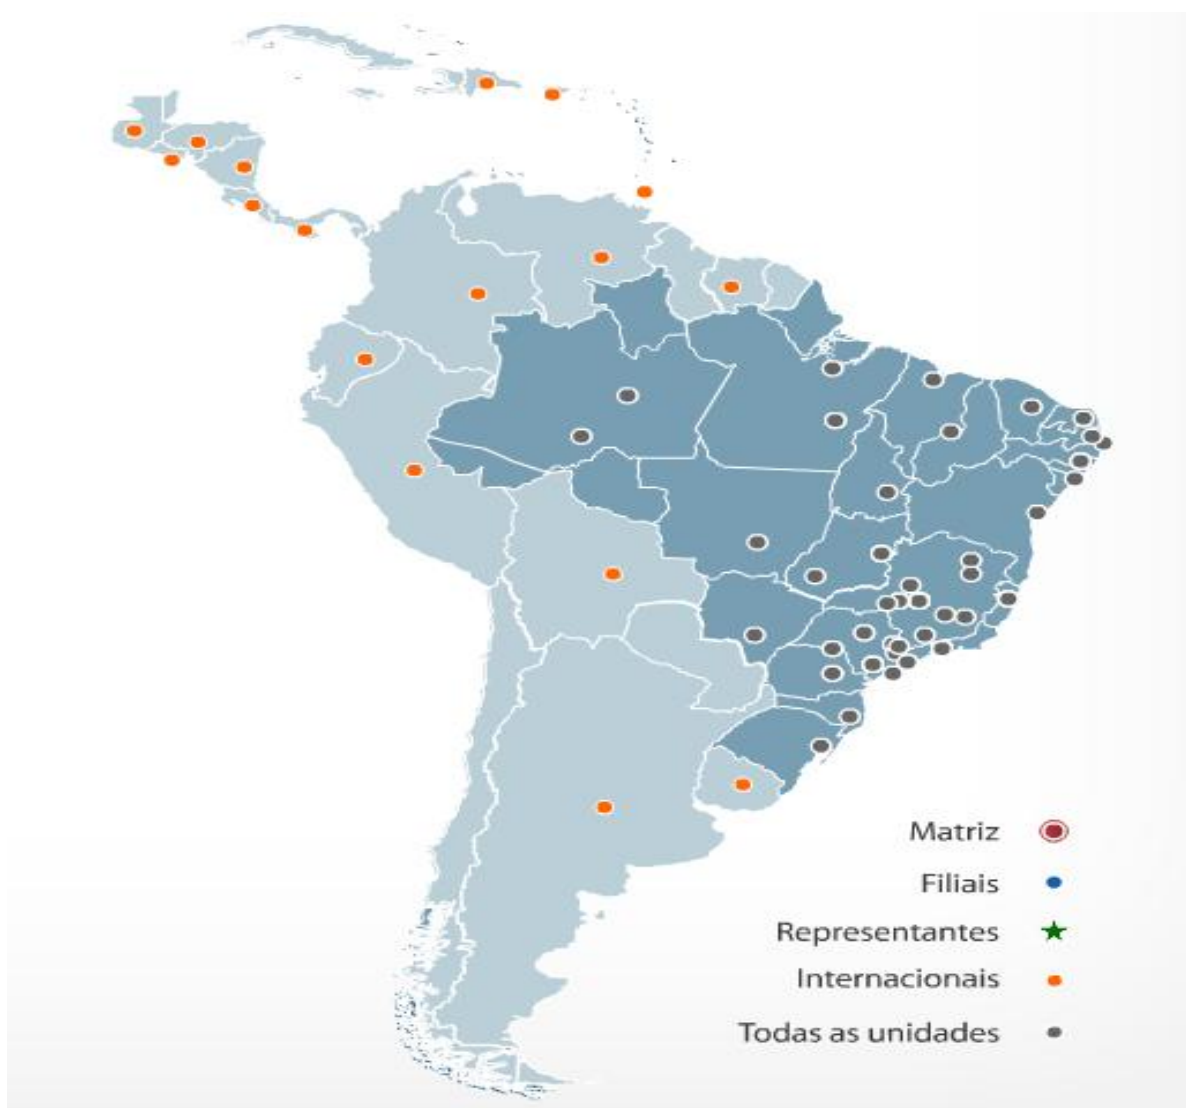 Matriz
Filiais
Representantes
Internacionais
Todas as unidades